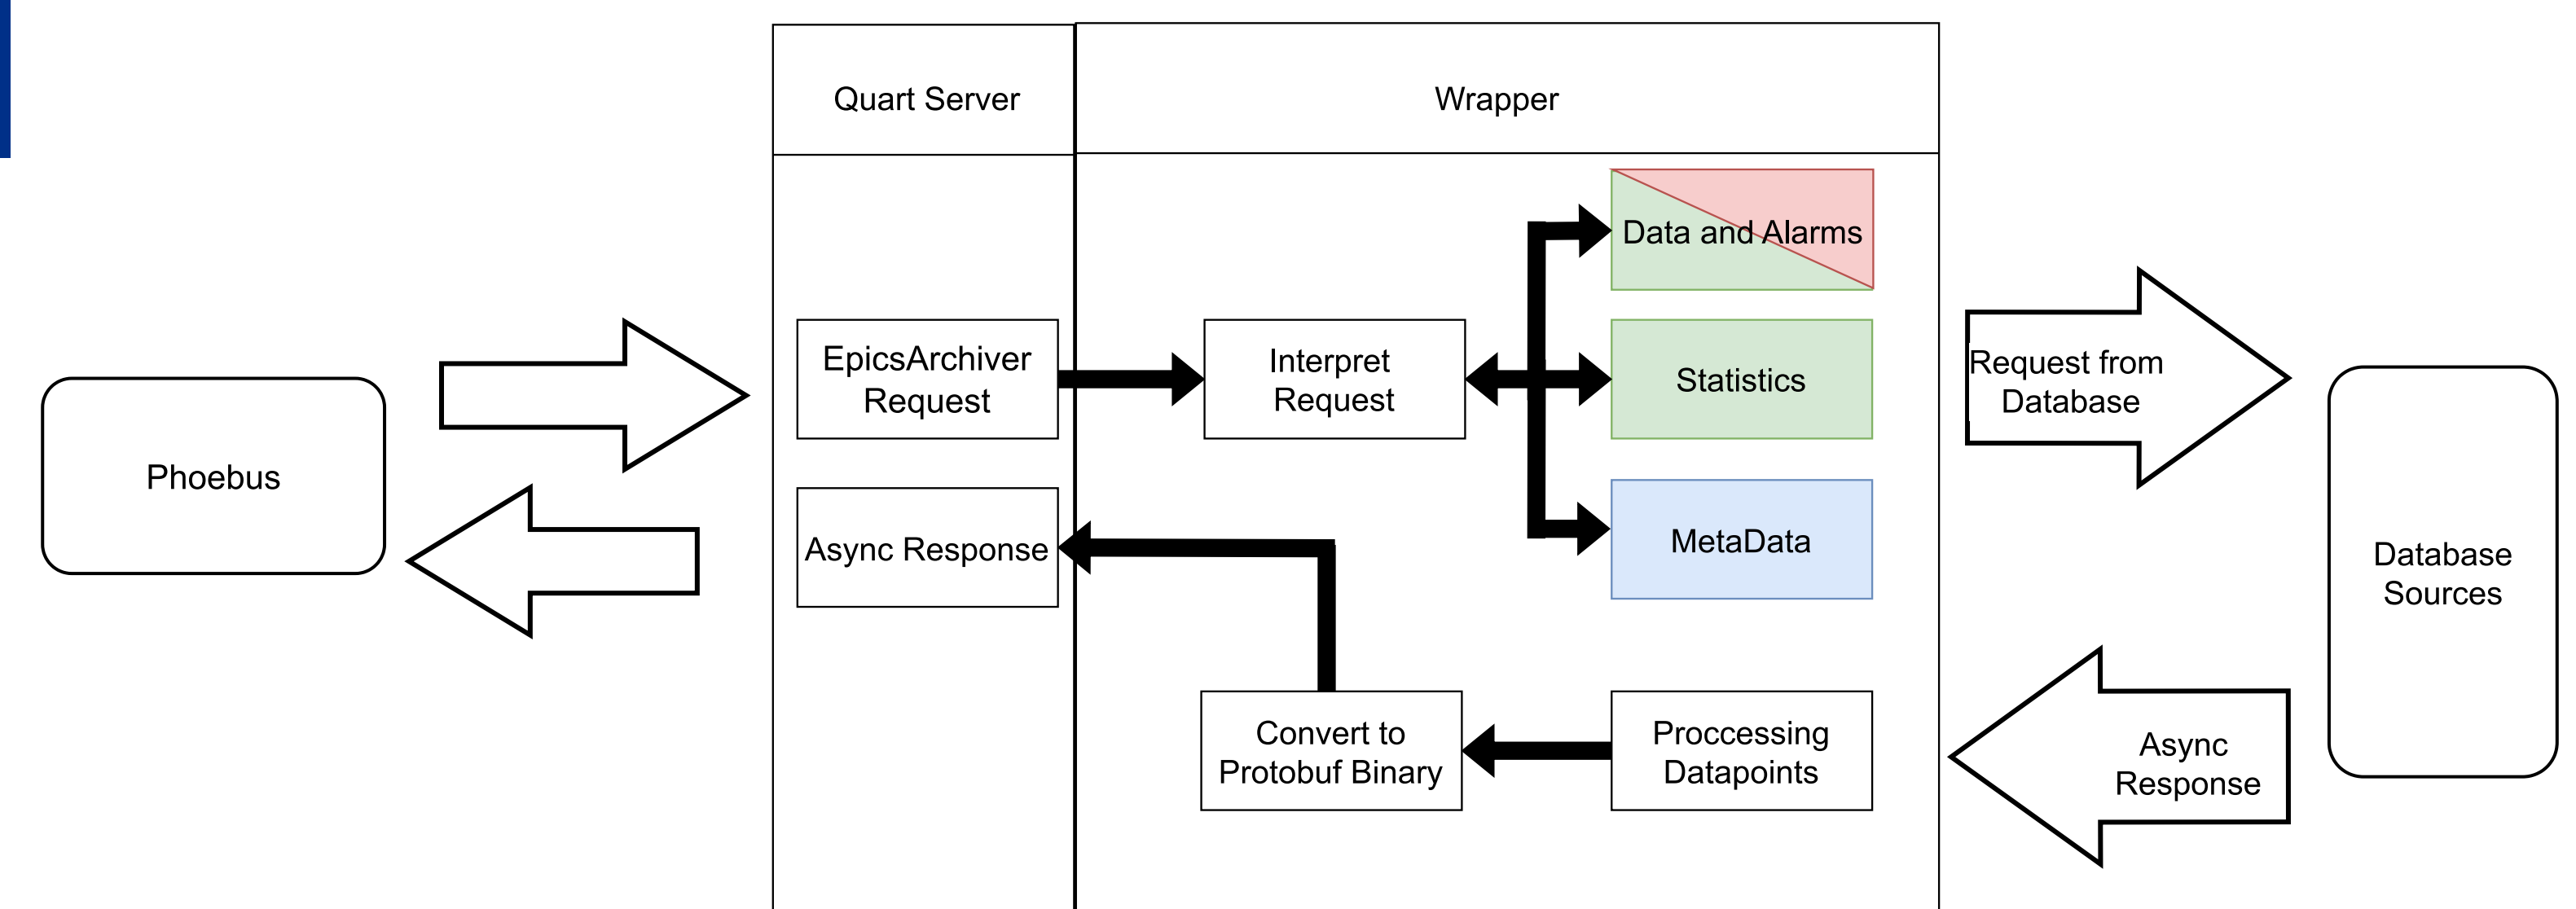 Quart Server
Wrapper
Data and Alarms
EpicsArchiver
Request
Interpret
Request
Statistics
Request from
Database
Phoebus
Async Response
MetaData
Database
Sources
Convert to
Protobuf Binary
Proccessing
Datapoints
Async
Response